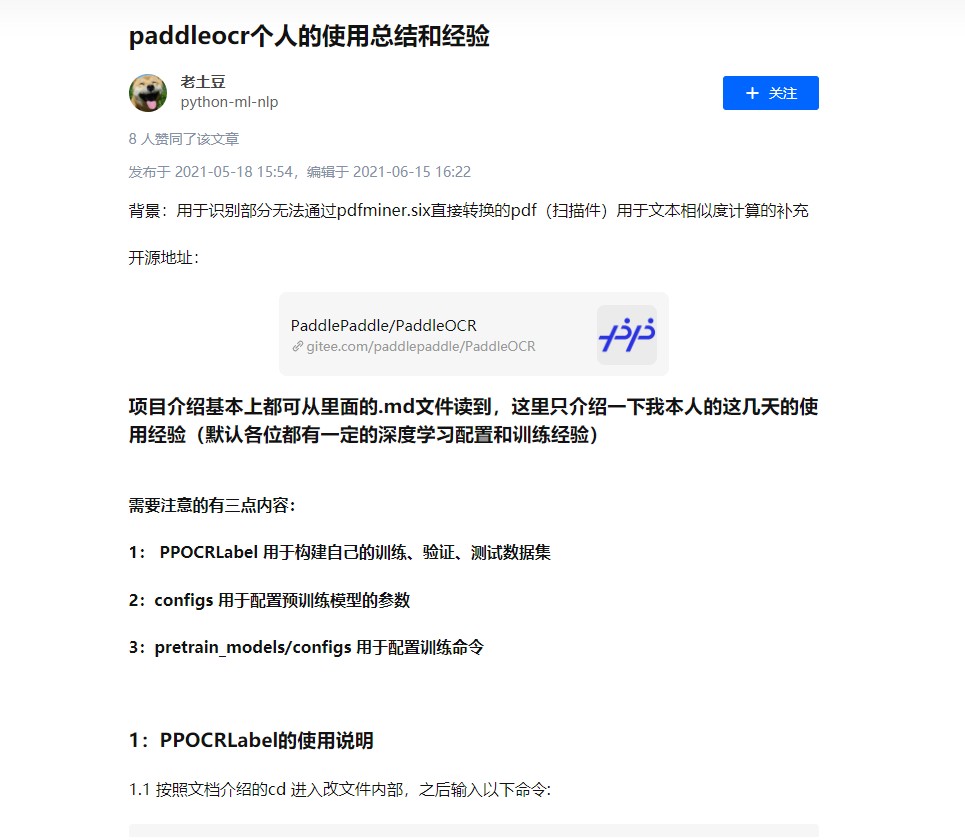 paddleocr个人的使用总结和经验
老土豆
python-ml-nlp
+ 关注
8 人赞同了该文章
发布于 2021-05-18 15:54，编辑于 2021-06-15 16:22
背景：用于识别部分无法通过pdfminer.six直接转换的pdf（扫描件）用于文本相似度计算的补充
开源地址：
PaddlePaddle/PaddleOCR
gitee.com/paddlepaddle/PaddleOCR
项目介绍基本上都可从里面的.md文件读到，这里只介绍一下我本人的这几天的使
用经验（默认各位都有一定的深度学习配置和训练经验）
需要注意的有三点内容：
1： PPOCRLabel 用于构建自己的训练、验证、测试数据集
2：configs 用于配置预训练模型的参数
3：pretrain_models/configs 用于配置训练命令
1：PPOCRLabel的使用说明
1.1 按照文档介绍的cd 进入改文件内部，之后输入以下命令: